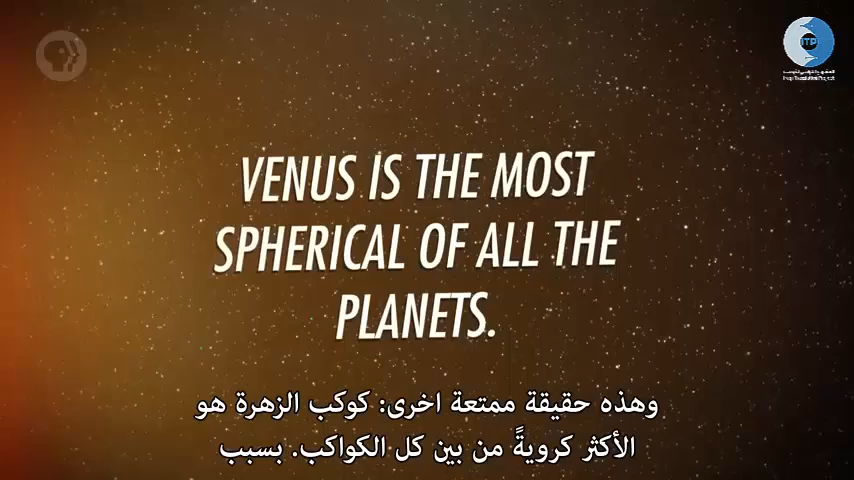 ITP
VENUS IS THE MOST
SPHERICAL OF ALL THE
PLANETS.
وهذه حقيقة ممتعة اخرى: كوكب الزهرة هو
الأكثر كرويةً من بين كل الكواكب. بسبب